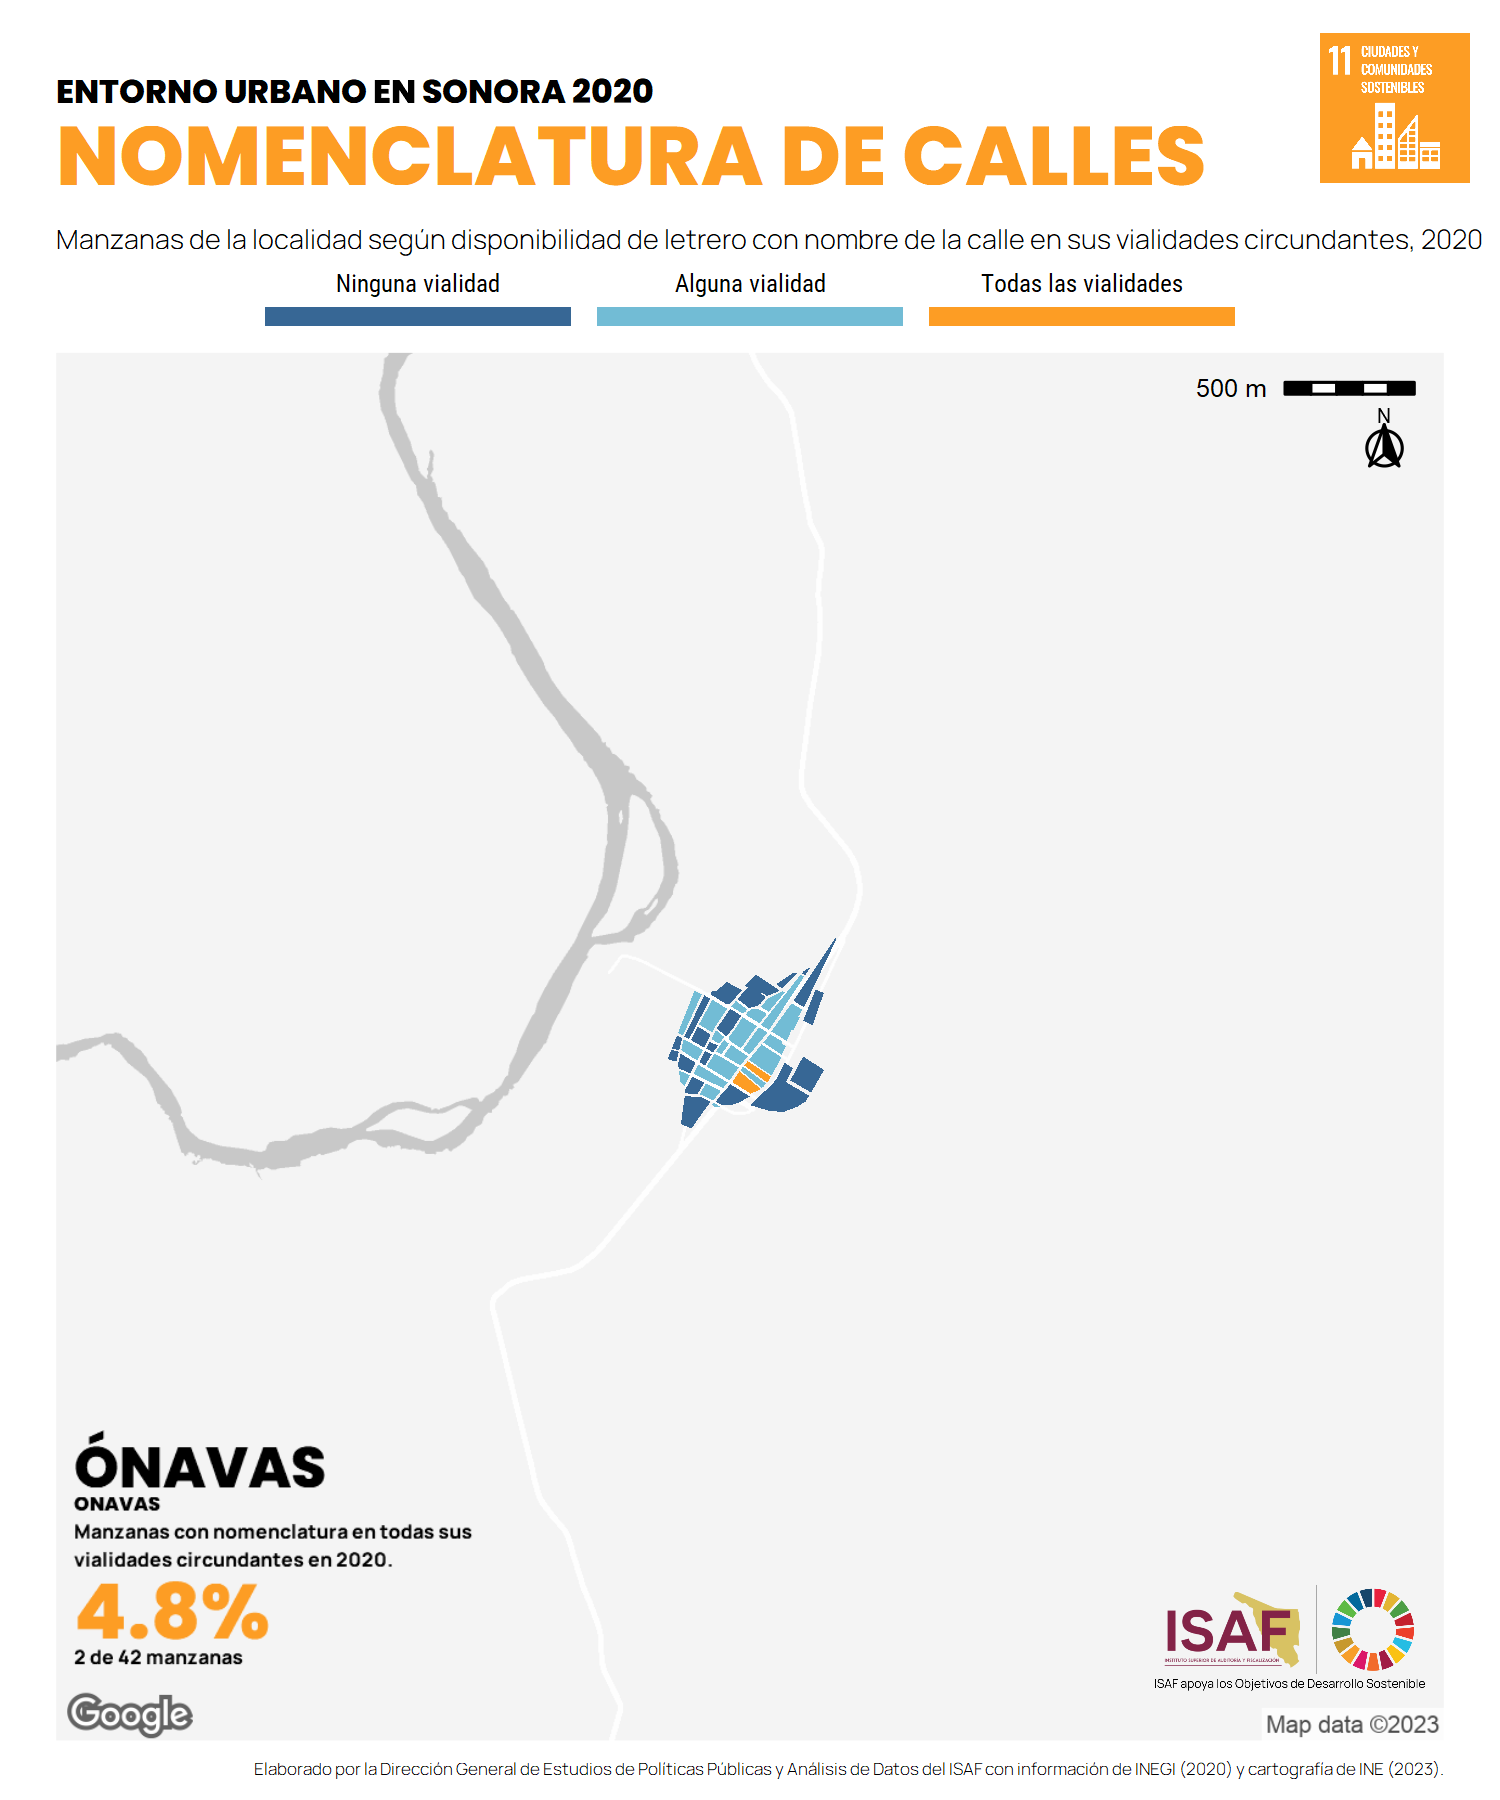 ENTORNO URBANO EN SONORA 2020
NOMENCLATURA DE CALLES
11 CIUDADES Y
COMUNIDADES
SOSTENIBLES
Manzanas de la localidad según disponibilidad de letrero con nombre de la calle en sus vialidades circundantes, 2020
Ninguna vialidad
Alguna vialidad
Todas las vialidades
500 m
N
ÓNAVAS
ONAVAS
Manzanas con nomenclatura en todas sus
vialidades circundantes en 2020.
4.8%
2 de 42 manzanas
Google
ISAF
INSTITUTO SUPERIOR DE AUDITORÍA Y FISCALIZACIÓN
ISAF apoya los Objetivos de Desarrollo Sostenible
Map data ©2023
Elaborado por la Dirección General de Estudios de Políticas Públicas y Análisis de Datos del ISAF con información de INEGI (2020) y cartografía de INE (2023).